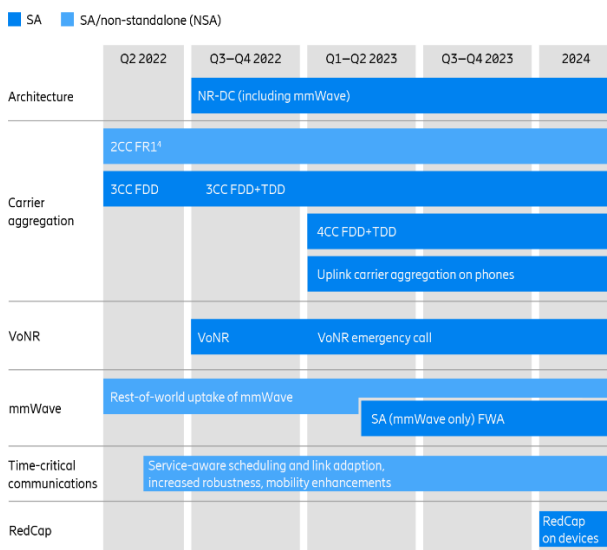 SA SA/non-standalone (NSA)
Q2 2022 Q3–Q4 2022 Q1–Q2 2023 Q3–Q4 2023 2024
Architecture NR-DC (including mmWave)
2CC FR1⁴
Carrier
aggregation
3CC FDD 3CC FDD+TDD
4CC FDD+TDD
Uplink carrier aggregation on phones
VoNR VoNR VoNR emergency call
mmWave Rest-of-world uptake of mmWave
SA (mmWave only) FWA
Time-critical
communications
Service-aware scheduling and link adaption,
increased robustness, mobility enhancements
RedCap
RedCap
on devices